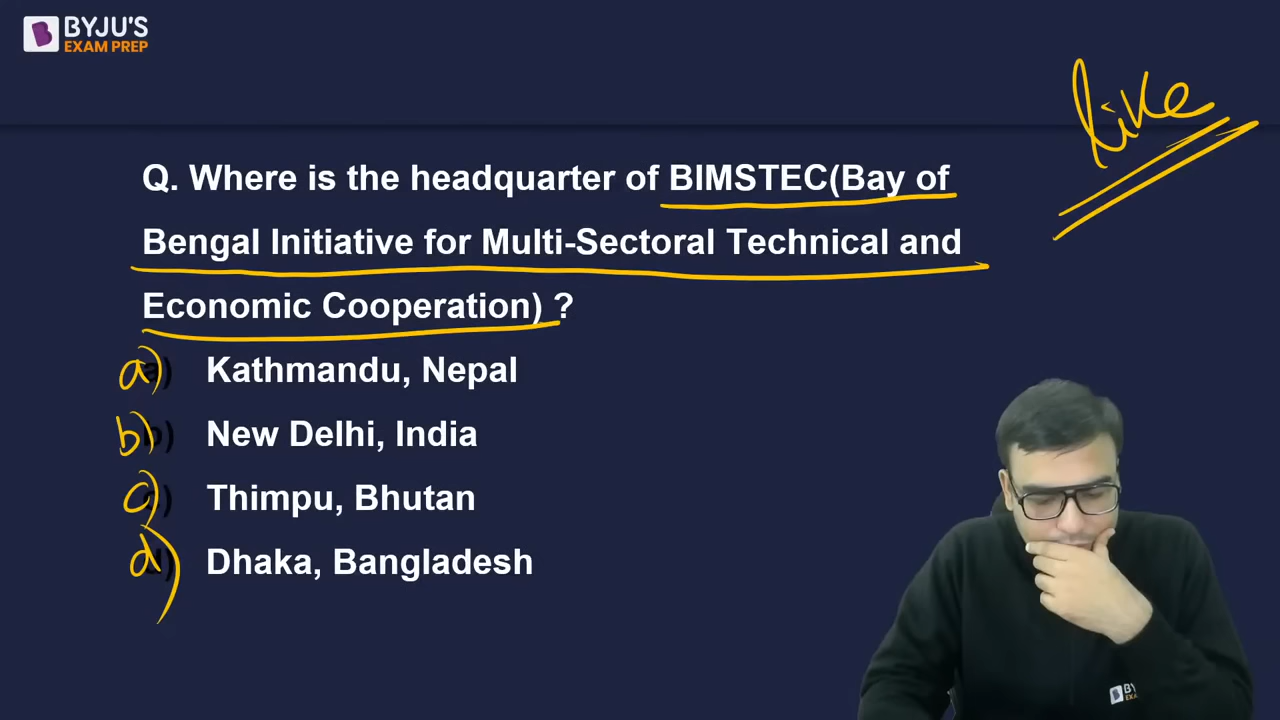 BYJU'S
EXAM PREP
like
Q. Where is the headquarter of BIMSTEC(Bay of
Bengal Initiative for Multi-Sectoral Technical and
Economic Cooperation) ?
a) Kathmandu, Nepal
b) New Delhi, India
c) Thimpu, Bhutan
d) Dhaka, Bangladesh